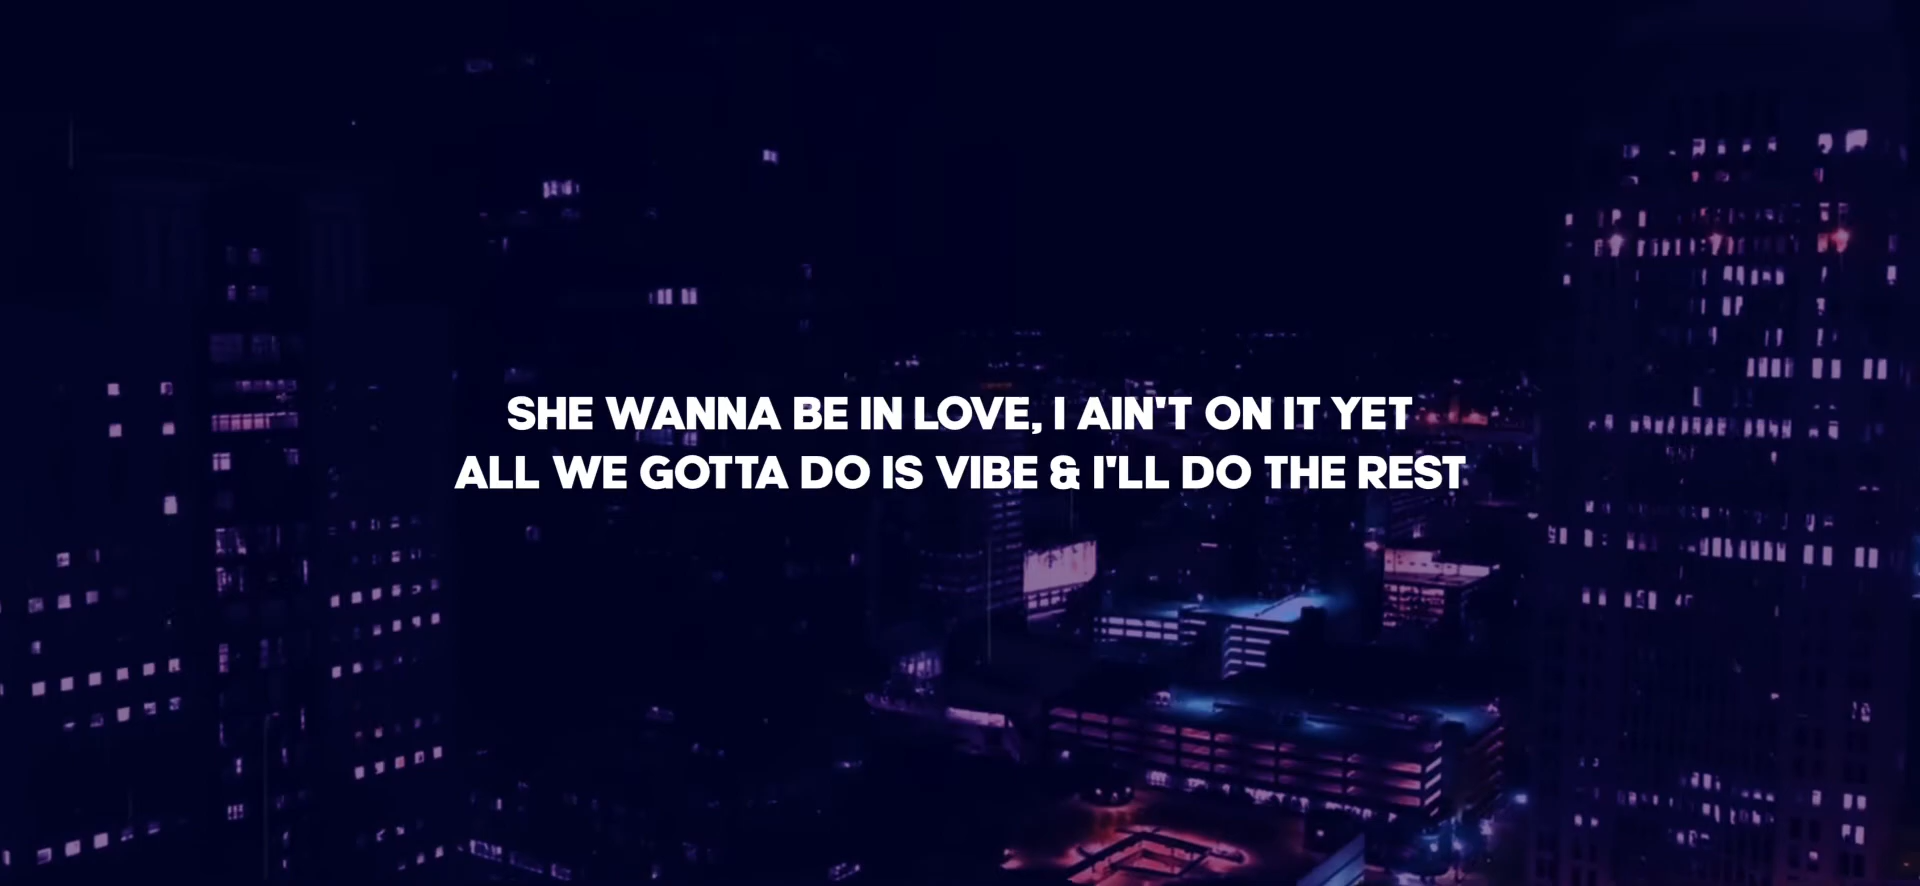 SHE WANNA BE IN LOVE, I AIN'T ON IT YET
ALL WE GOTTA DO IS VIBE & I'LL DO THE REST